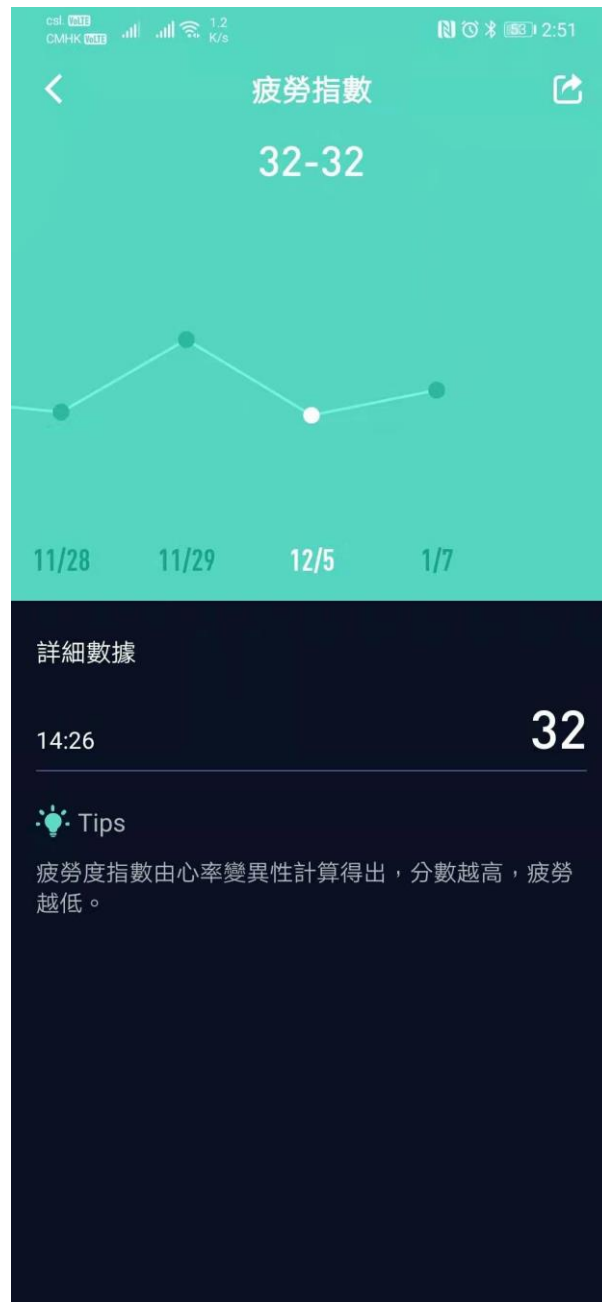 csl. VoLTE
CMHK VoLTE
1.2
K/s
53 2:51
疲勞指數
32-32
11/28 11/29 12/5 1/7
詳細數據
14:26 32
Tips
疲勞度指數由心率變異性計算得出，分數越高，疲勞
越低。